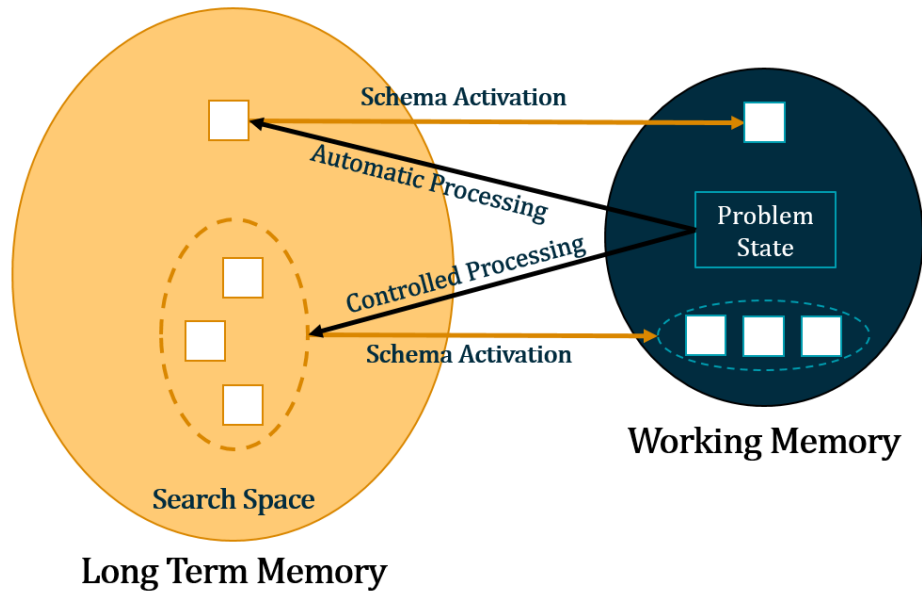 Schema Activation
Automatic Processing
Problem
State
Controlled Processing
Schema Activation
Working Memory
Search Space
Long Term Memory